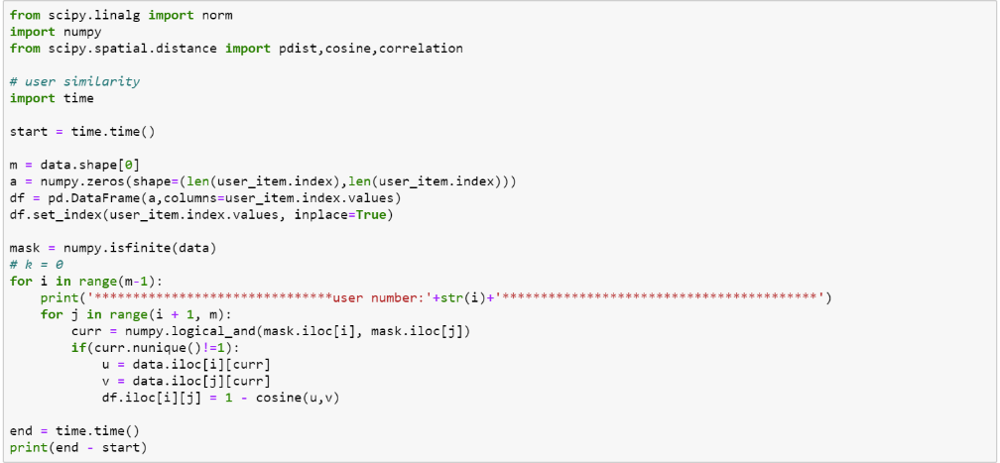 from scipy.linalg import norm
import numpy
from scipy.spatial.distance import pdist,cosine,correlation
# user similarity
import time
start = time.time()
m = data.shape[0]
a = numpy.zeros(shape=(len(user_item.index),len(user_item.index)))
df = pd.DataFrame(a,columns=user_item.index.values)
df.set_index(user_item.index.values, inplace=True)
mask = numpy.isfinite(data)
# k = 0
for i in range(m-1):
    print('*******************************user number:'+str(i)+'*****************************************')
    for j in range(i + 1, m):
        curr = numpy.logical_and(mask.iloc[i], mask.iloc[j])
        if(curr.nunique()!=1):
            u = data.iloc[i][curr]
            v = data.iloc[j][curr]
            df.iloc[i][j] = 1 - cosine(u,v)
end = time.time()
print(end - start)